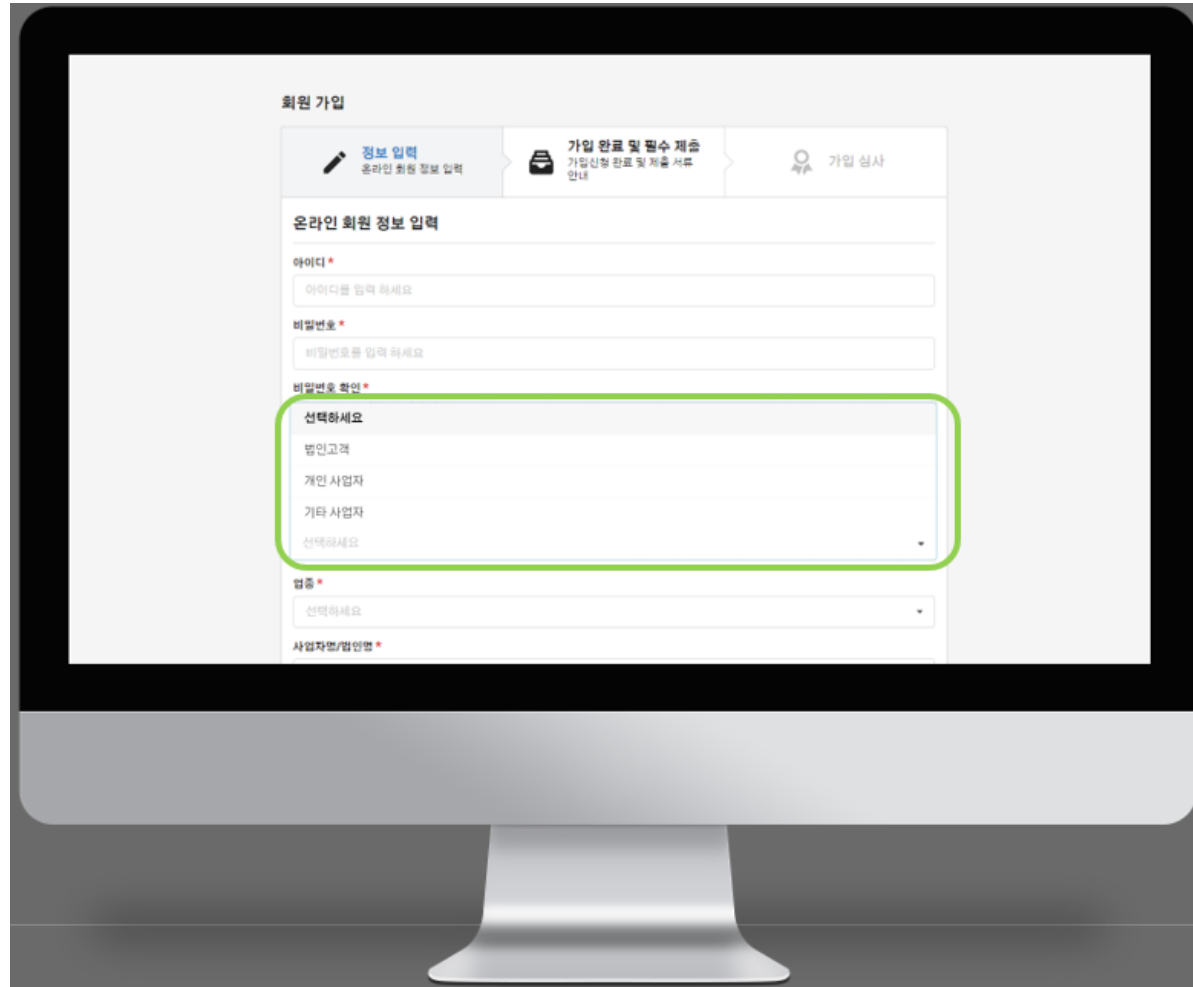 회원 가입
정보 입력
온라인 회원 정보 입력
가입 완료 및 필수 제출
가입신청 완료 및 제출 서류
안내
가입 심사
온라인 회원 정보 입력
아이디 *
아이디를 입력 하세요
비밀번호 *
비밀번호를 입력 하세요
비밀번호 확인 *
선택하세요
법인고객
개인 사업자
기타 사업자
선택하세요
업종 *
선택하세요
사업자명/법인명 *